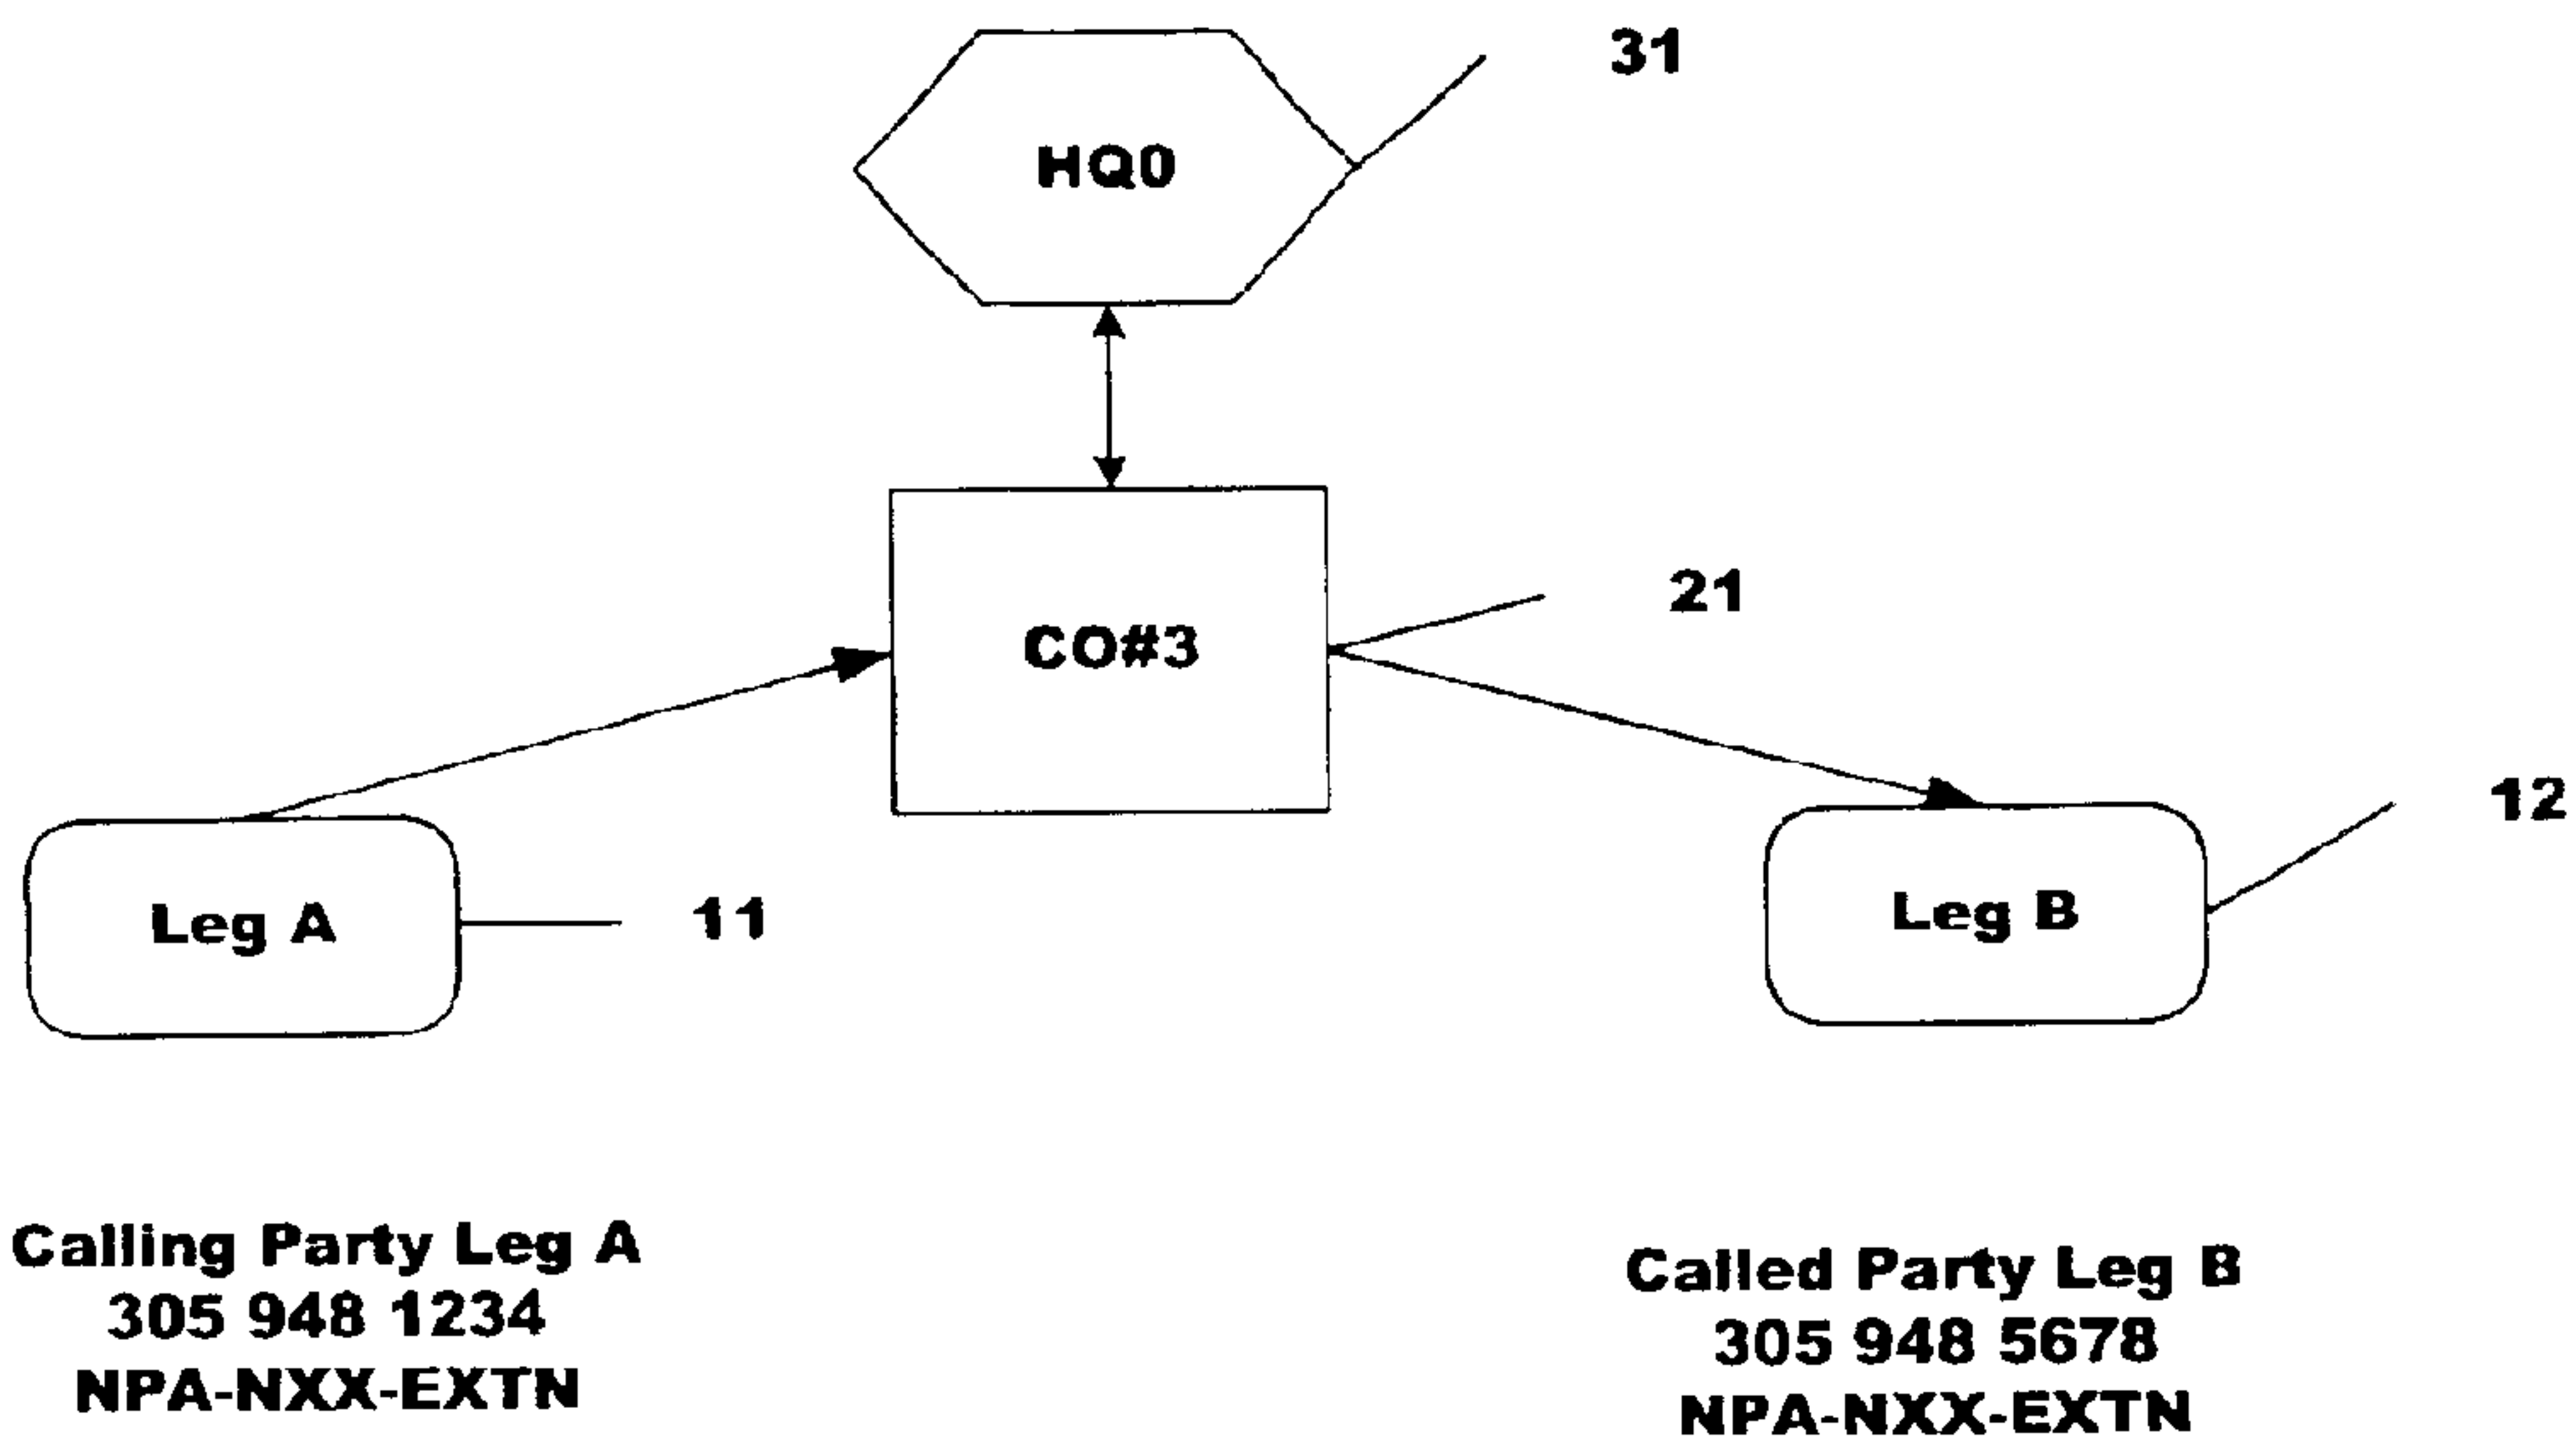 31
HQ0
21
CO#3
12
Leg A
11
Leg B
Calling Party Leg A
305 948 1234
NPA-NXX-EXTN
Called Party Leg B
305 948 5678
NPA-NXX-EXTN